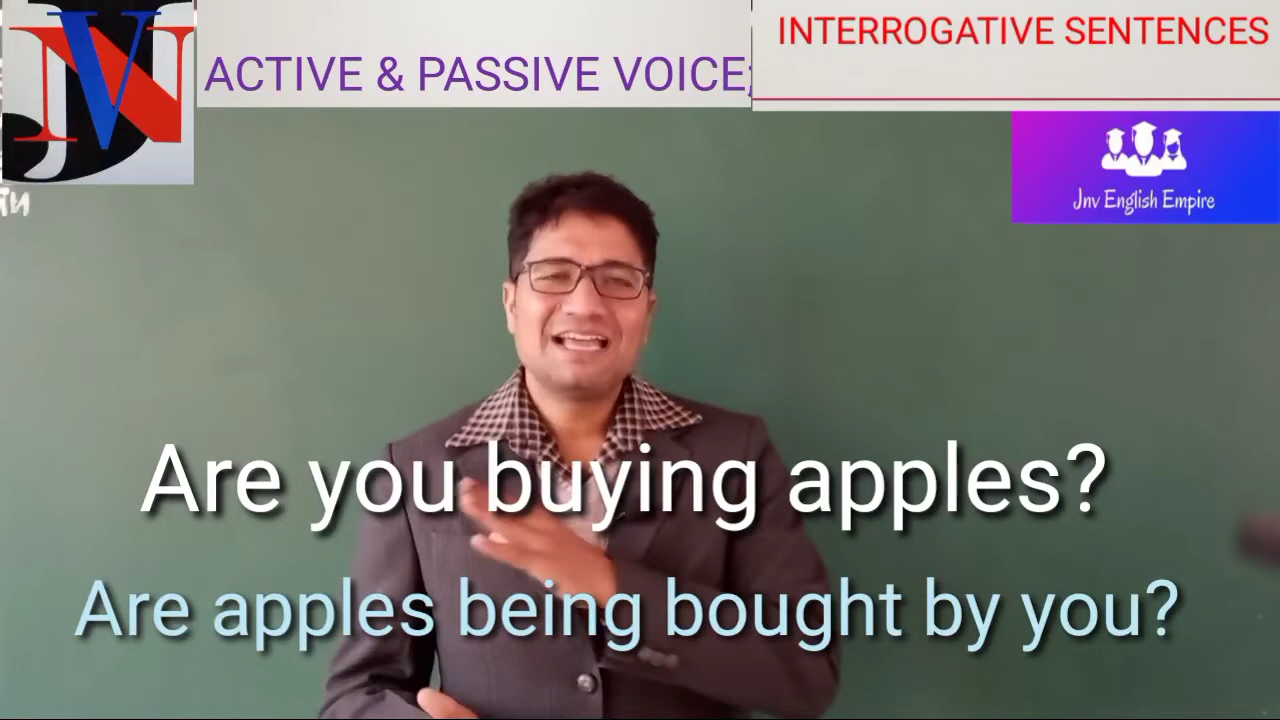 JNV
ACTIVE & PASSIVE VOICE;
INTERROGATIVE SENTENCES
Jnv English Empire
Are you buying apples?
Are apples being bought by you?